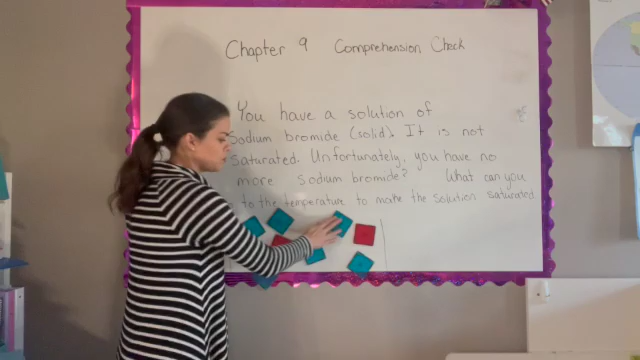 Chapter 9 Comprehension Check
You have a solution of
Sodium bromide (solid). It is not
saturated. Unfortunately, you have no
more sodium bromide? What can you
to the temperature to make the solution saturated